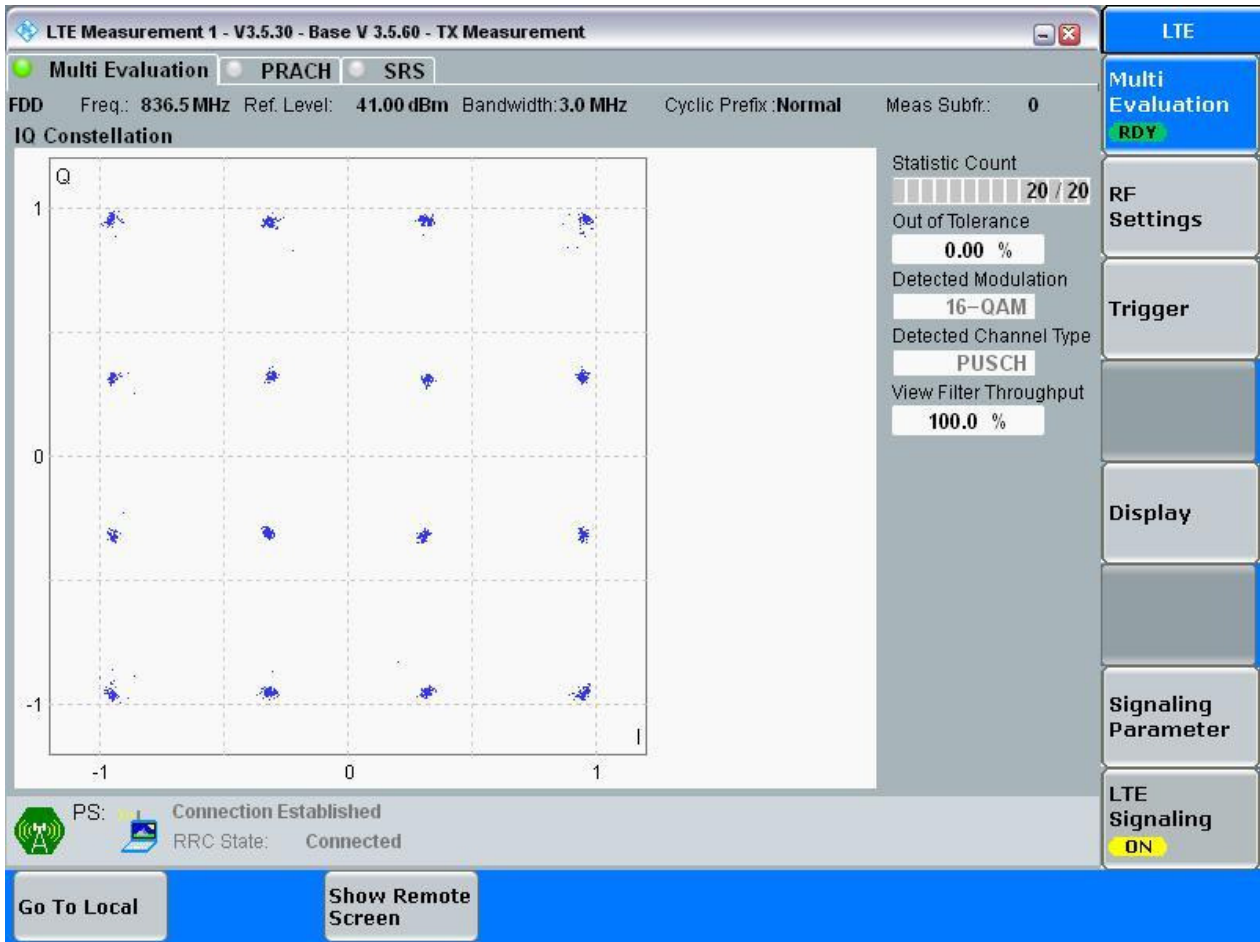 LTE Measurement 1 - V3.5.30 - Base V 3.5.60 - TX Measurement
LTE
Multi Evaluation PRACH SRS
FDD Freq.: 836.5 MHz Ref. Level: 41.00 dBm Bandwidth: 3.0 MHz Cyclic Prefix : Normal Meas Subfr.: 0
IQ Constellation
Q
1
0
-1
-1 0 1
I
Statistic Count
20 / 20
Out of Tolerance
0.00 %
Detected Modulation
16-QAM
Detected Channel Type
PUSCH
View Filter Throughput
100.0 %
Multi
Evaluation
RDY
RF
Settings
Trigger
Display
Signaling
Parameter
LTE
Signaling
ON
PS: Connection Established
RRC State: Connected
Go To Local
Show Remote
Screen